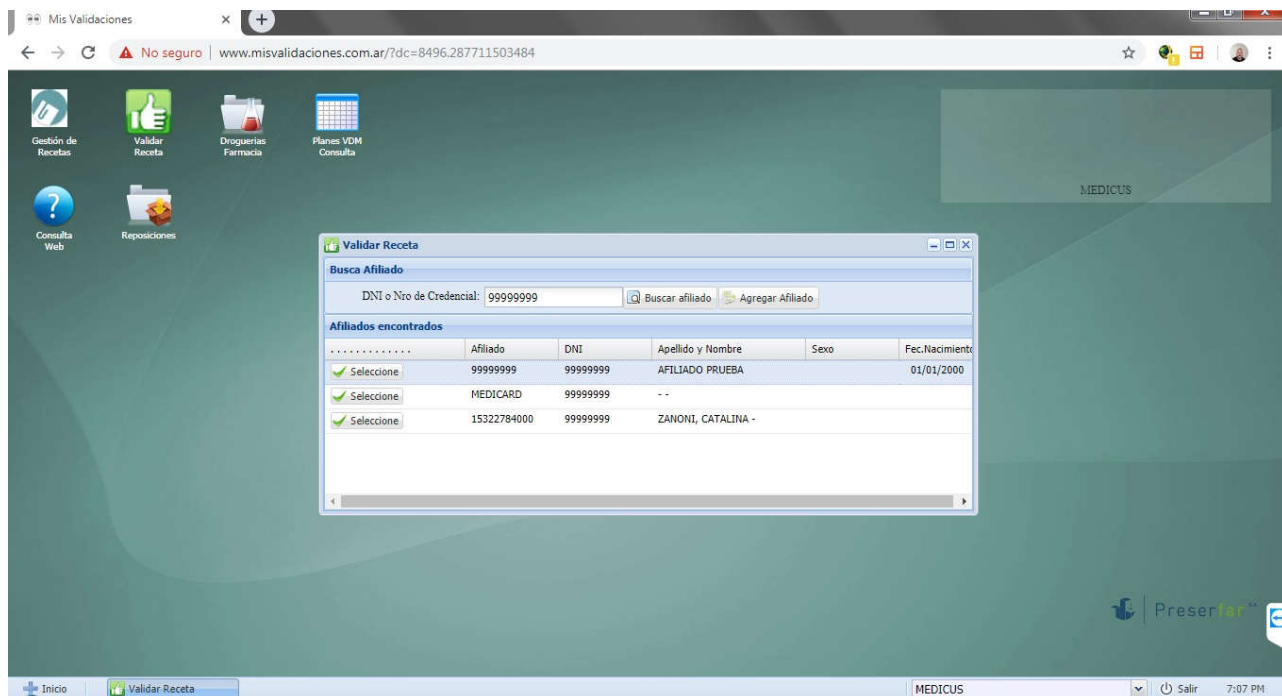 Mis Validaciones
No seguro www.misvalidaciones.com.ar/?dc=8496.287711503484
Gestión de Recetas
Validar Receta
Droguerias Farmacia
Planes VDM Consulta
Consulta Web
Reposiciones
MEDICUS
Validar Receta
Busca Afiliado
DNI o Nro de Credencial: 99999999 Buscar afiliado Agregar Afiliado
Afiliados encontrados
. . . . . . . . . . . . . Afiliado DNI Apellido y Nombre Sexo Fec.Nacimiento
Seleccione 99999999 99999999 AFILIADO PRUEBA 01/01/2000
Seleccione MEDICARD 99999999 - -
Seleccione 15322784000 99999999 ZANONI, CATALINA -
Preserfar
Inicio Validar Receta MEDICUS Salir 7:07 PM